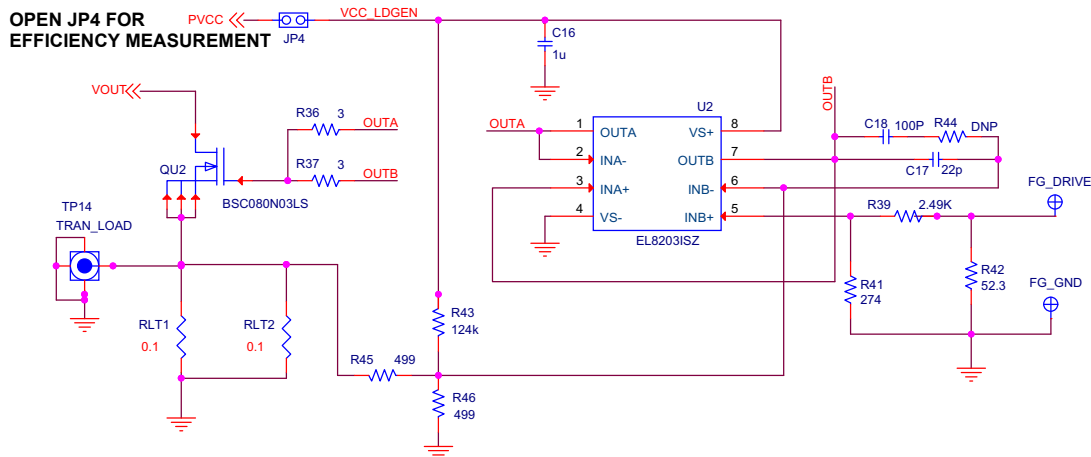 OPEN JP4 FOR
EFFICIENCY MEASUREMENT
PVCC
JP4
VCC_LDGEN
C16
1u
VOUT
R36 3
OUTA
R37 3
OUTB
QU2
BSC080N03LS
TP14
TRAN_LOAD
RLT1
0.1
RLT2
0.1
R45 499
R43
124k
R46
499
OUTA
U2
1 OUTA VS+ 8
2 INA- OUTB 7
3 INA+ INB- 6
4 VS- INB+ 5
EL8203ISZ
OUTB
C18 100P R44 DNP
C17 22p
R39 2.49K
R41
274
R42
52.3
FG_DRIVE
FG_GND